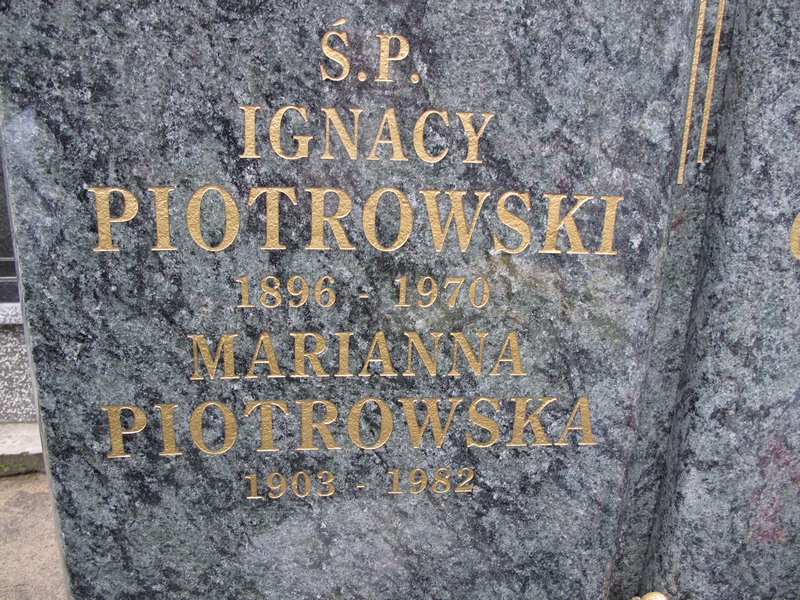 Ś.P.
IGNACY
PIOTROWSKI
1896 - 1970
MARIANNA
PIOTROWSKA
1903 - 1982